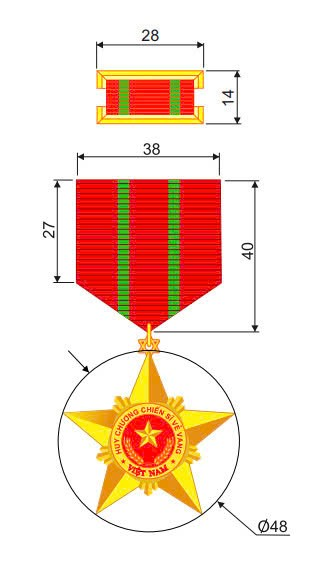 28
14
38
27
40
HUY CHƯƠNG CHIẾN SĨ VẺ VANG
VIỆT NAM
Ø48